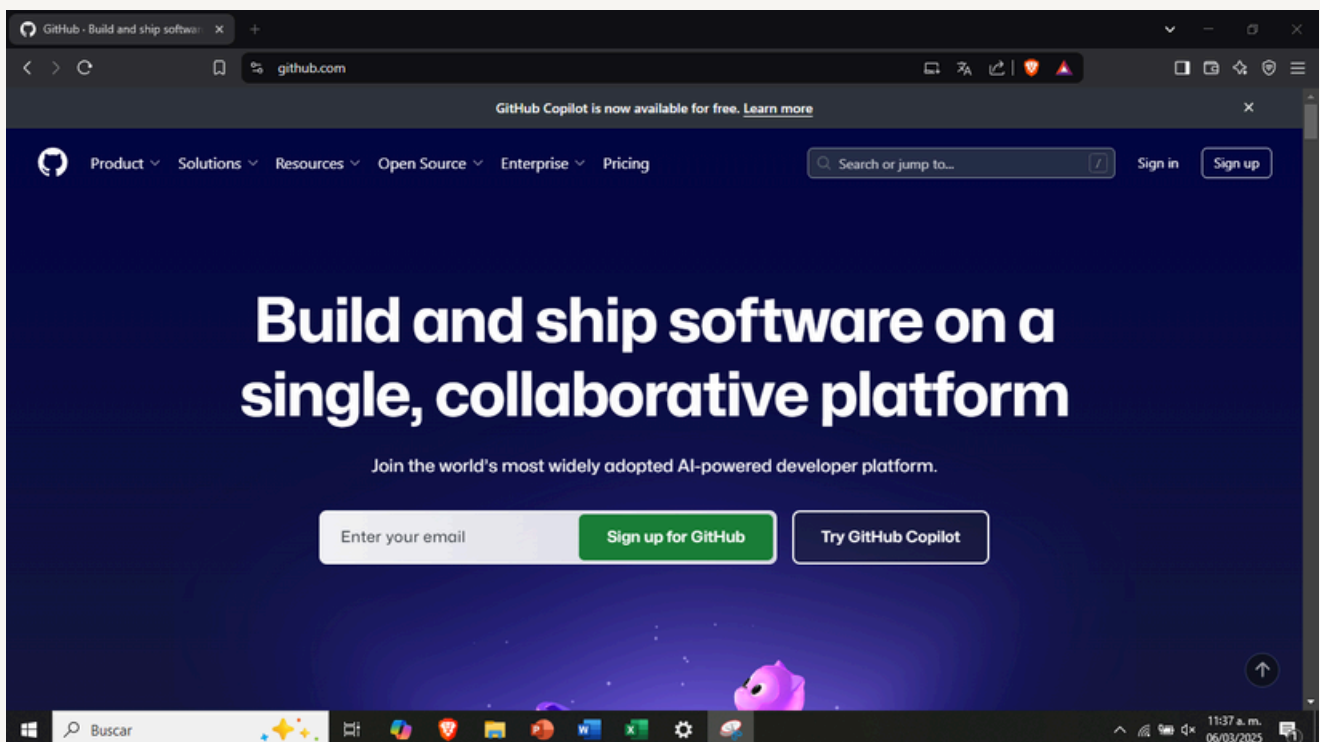 GitHub · Build and ship softwar
github.com
GitHub Copilot is now available for free. Learn more
Product Solutions Resources Open Source Enterprise Pricing Search or jump to... / Sign in Sign up
Build and ship software on a
single, collaborative platform
Join the world's most widely adopted AI-powered developer platform.
Enter your email Sign up for GitHub Try GitHub Copilot
Buscar
11:37 a. m.
06/03/2025